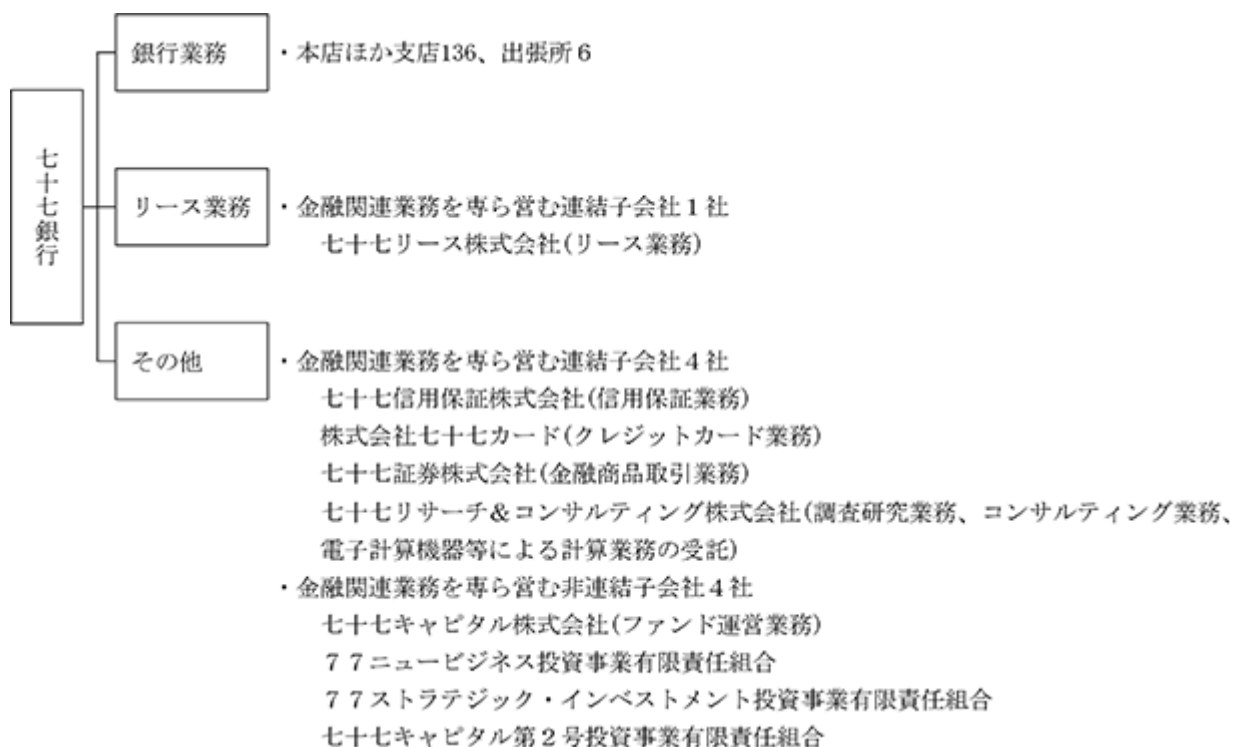 七十七銀行
銀行業務
・本店ほか支店136、出張所6
リース業務
・金融関連業務を専ら営む連結子会社1社
七十七リース株式会社(リース業務)
その他
・金融関連業務を専ら営む連結子会社4社
七十七信用保証株式会社(信用保証業務)
株式会社七十七カード(クレジットカード業務)
七十七証券株式会社(金融商品取引業務)
七十七リサーチ&コンサルティング株式会社(調査研究業務、コンサルティング業務、
電子計算機器等による計算業務の受託)
・金融関連業務を専ら営む非連結子会社4社
七十七キャピタル株式会社(ファンド運営業務)
77ニュービジネス投資事業有限責任組合
77ストラテジック・インベストメント投資事業有限責任組合
七十七キャピタル第2号投資事業有限責任組合